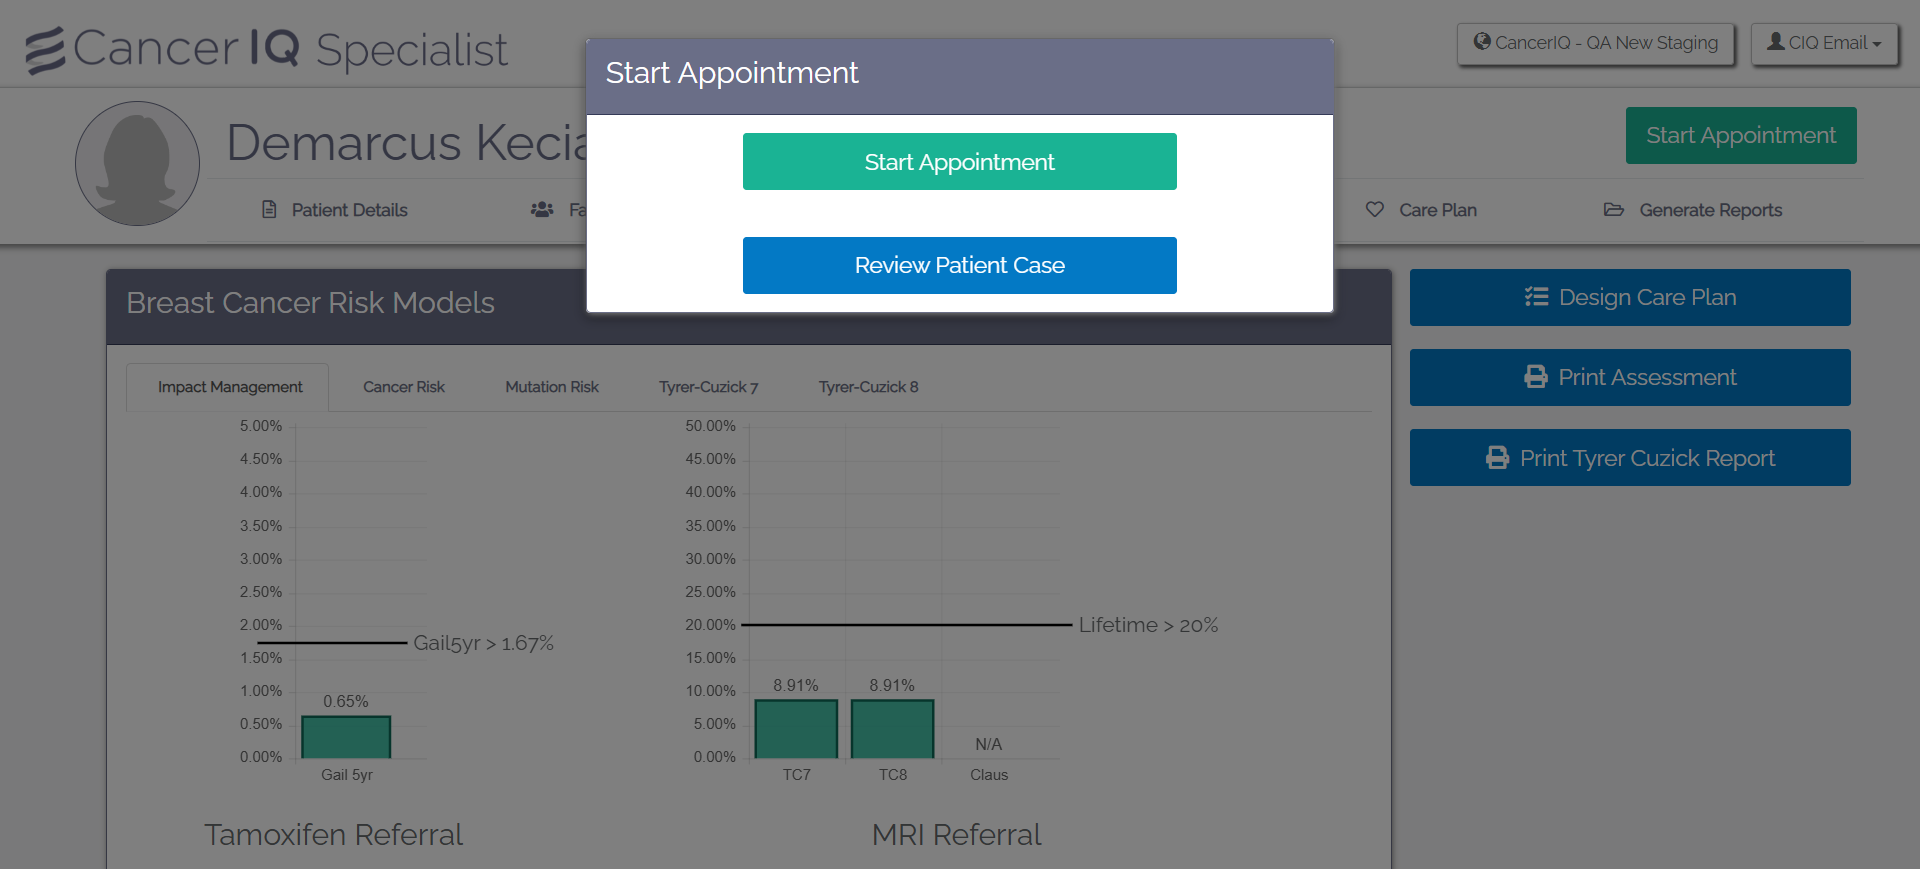 Cancer IQ Specialist
CancerIQ - QA New Staging
CIQ Email
Start Appointment
Start Appointment
Review Patient Case
Demarcus
Start Appointment
Patient Details
Care Plan
Generate Reports
Breast Cancer Risk Models
Design Care Plan
Print Assessment
Print Tyrer Cuzick Report
Impact Management
Cancer Risk
Mutation Risk
Tyrer-Cuzick 7
Tyrer-Cuzick 8
5.00%
4.50%
4.00%
3.50%
3.00%
2.50%
2.00%
1.50%
1.00%
0.50%
0.00%
Gail5yr > 1.67%
0.65%
Gail 5yr
Tamoxifen Referral
50.00%
45.00%
40.00%
35.00%
30.00%
25.00%
20.00%
15.00%
10.00%
5.00%
0.00%
Lifetime > 20%
8.91%
8.91%
N/A
TC7
TC8
Claus
MRI Referral